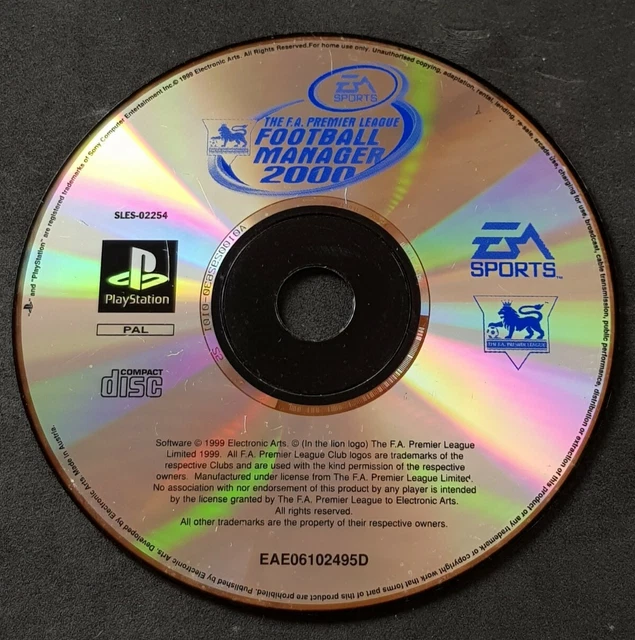 EA
SPORTS
THE F.A. PREMIER LEAGUE
FOOTBALL
MANAGER
2000
SLES-02254
PlayStation
PAL
COMPACT
disc
EA
SPORTS™
THE F.A. PREMIER LEAGUE
Software © 1999 Electronic Arts. © (In the lion logo) The F.A. Premier League
Limited 1999. All F.A. Premier League Club logos are trademarks of the
respective Clubs and are used with the kind permission of the respective
owners. Manufactured under license from The F.A. Premier League Limited.
No association with nor endorsement of this product by any player is intended
by the license granted by The F.A. Premier League to Electronic Arts.
All rights reserved.
All other trademarks are the property of their respective owners.
EAE06102495D
and "PlayStation" are registered trademarks of Sony Computer Entertainment Inc. © 1999 Electronic Arts. All Rights Reserved. For home use only. Unauthorised copying, adaptation, rental, lending, arcade use, charging for use, broadcast, cable transmission, public performance, distribution or extraction of this product or any trademark or copyright work that forms part of this product are prohibited. Published by Electronic Arts. Developed by Electronic Arts. Made in Austria.